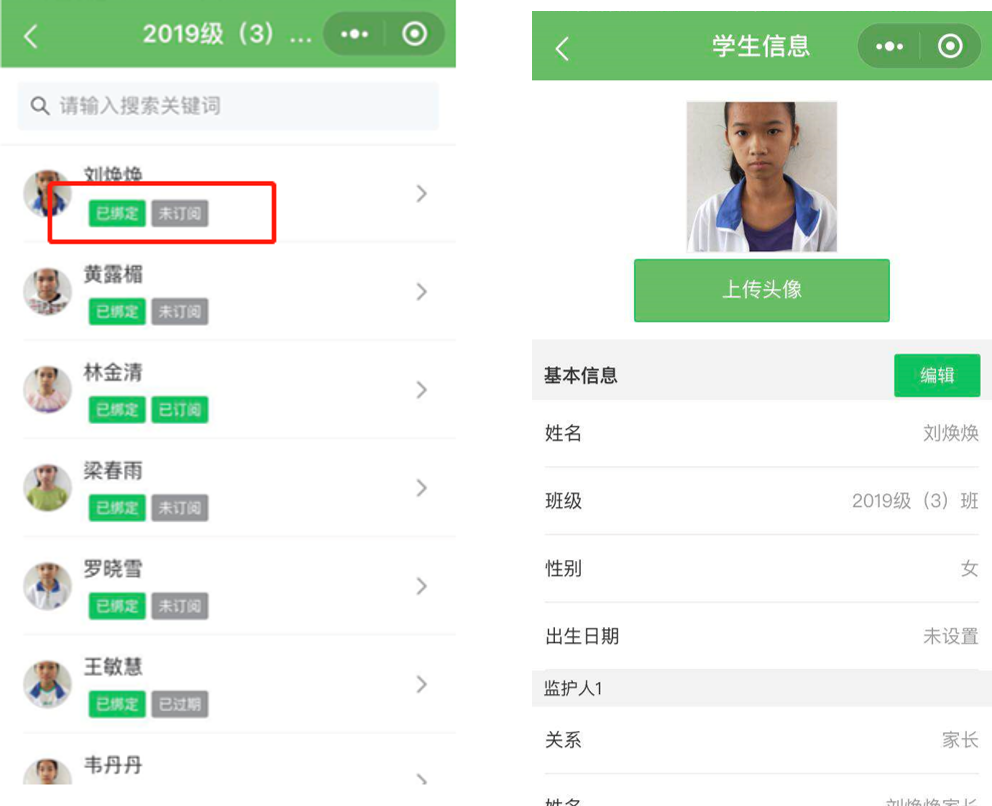 2019级（3）...
请输入搜索关键词
刘焕焕
已绑定 未订阅
黄露楣
已绑定 未订阅
林金清
已绑定 已订阅
梁春雨
已绑定 未订阅
罗晓雪
已绑定 未订阅
王敏慧
已绑定 已过期
韦丹丹
学生信息
上传头像
基本信息 编辑
姓名 刘焕焕
班级 2019级（3）班
性别 女
出生日期 未设置
监护人1
关系 家长
姓名 刘焕焕家长